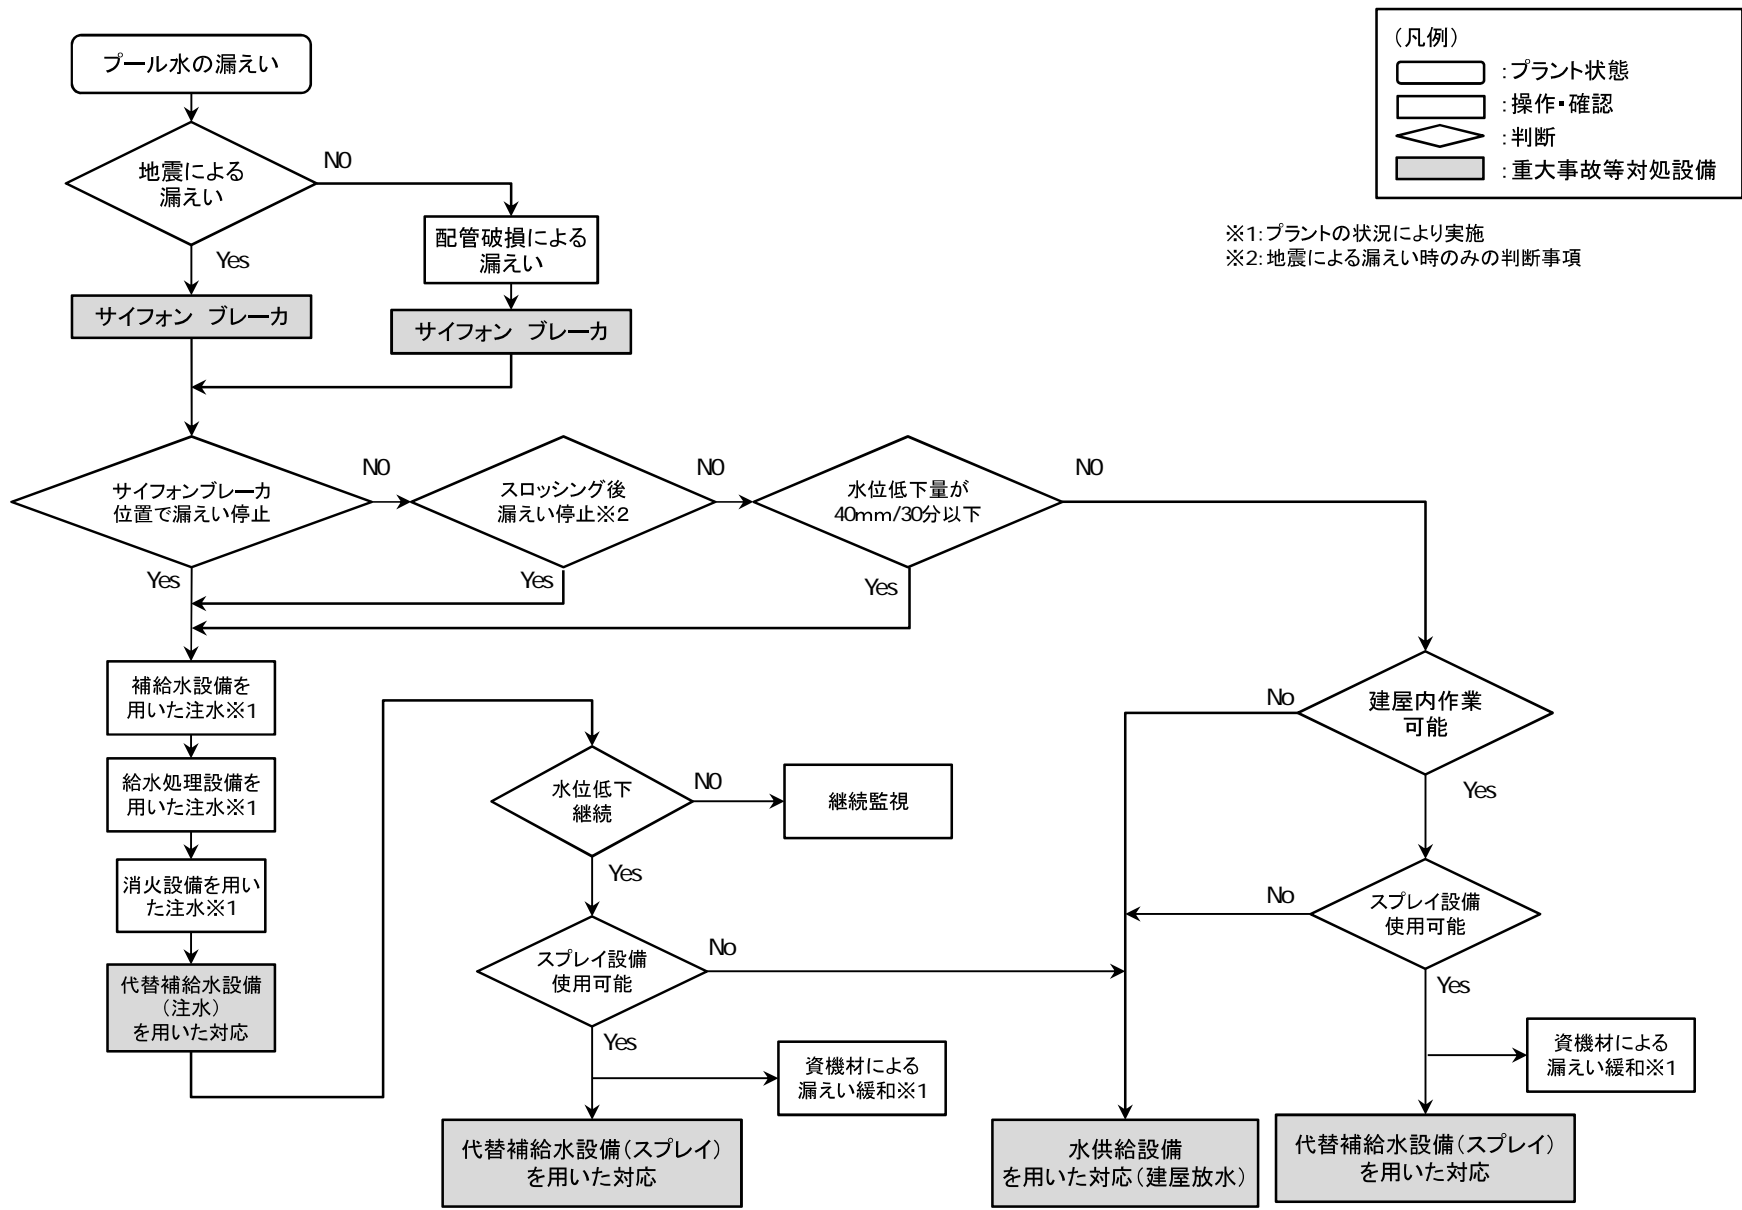 プール水の漏えい
地震による
漏えい
NO
Yes
配管破損による
漏えい
サイフォン ブレーカ
サイフォン ブレーカ
(凡例)
:プラント状態
:操作・確認
:判断
:重大事故等対処設備
※1:プラントの状況により実施
※2:地震による漏えい時のみの判断事項
サイフォンブレーカ
位置で漏えい停止
NO
Yes
スロッシング後
漏えい停止※2
NO
Yes
水位低下量が
40mm/30分以下
NO
Yes
補給水設備を
用いた注水※1
給水処理設備を
用いた注水※1
消火設備を用い
た注水※1
代替補給水設備
(注水)
を用いた対応
水位低下
継続
NO
Yes
継続監視
スプレイ設備
使用可能
No
Yes
資機材による
漏えい緩和※1
代替補給水設備(スプレイ)
を用いた対応
建屋内作業
可能
No
Yes
スプレイ設備
使用可能
No
Yes
資機材による
漏えい緩和※1
水供給設備
を用いた対応(建屋放水)
代替補給水設備(スプレイ)
を用いた対応